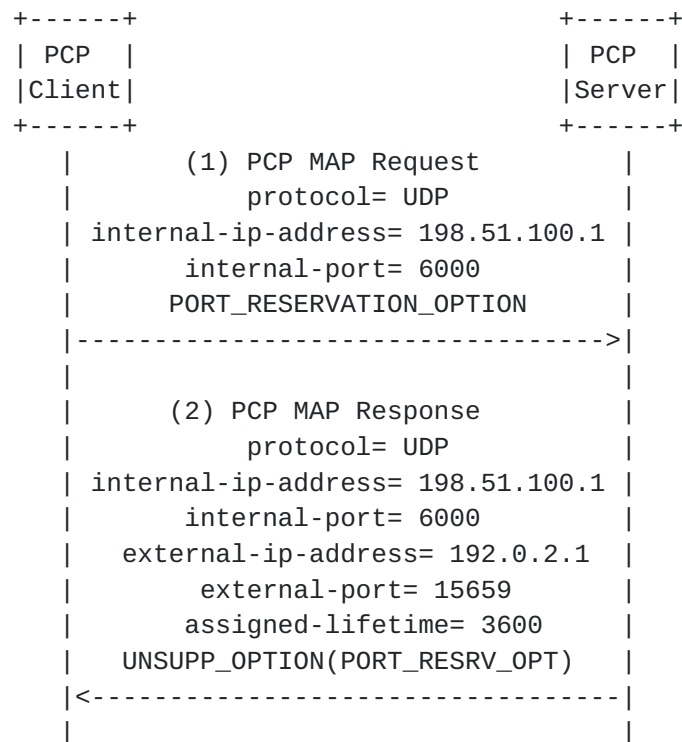 +------+                           +------+
| PCP  |                           | PCP  |
|Client|                           |Server|
+------+                           +------+
   |       (1) PCP MAP Request         |
   |           protocol= UDP           |
   | internal-ip-address= 198.51.100.1 |
   |       internal-port= 6000         |
   |      PORT_RESERVATION_OPTION      |
   |---------------------------------->|
   |                                   |
   |      (2) PCP MAP Response         |
   |           protocol= UDP           |
   | internal-ip-address= 198.51.100.1 |
   |       internal-port= 6000         |
   |   external-ip-address= 192.0.2.1  |
   |        external-port= 15659       |
   |       assigned-lifetime= 3600     |
   |   UNSUPP_OPTION(PORT_RESRV_OPT)   |
   |<----------------------------------|
   |                                   |